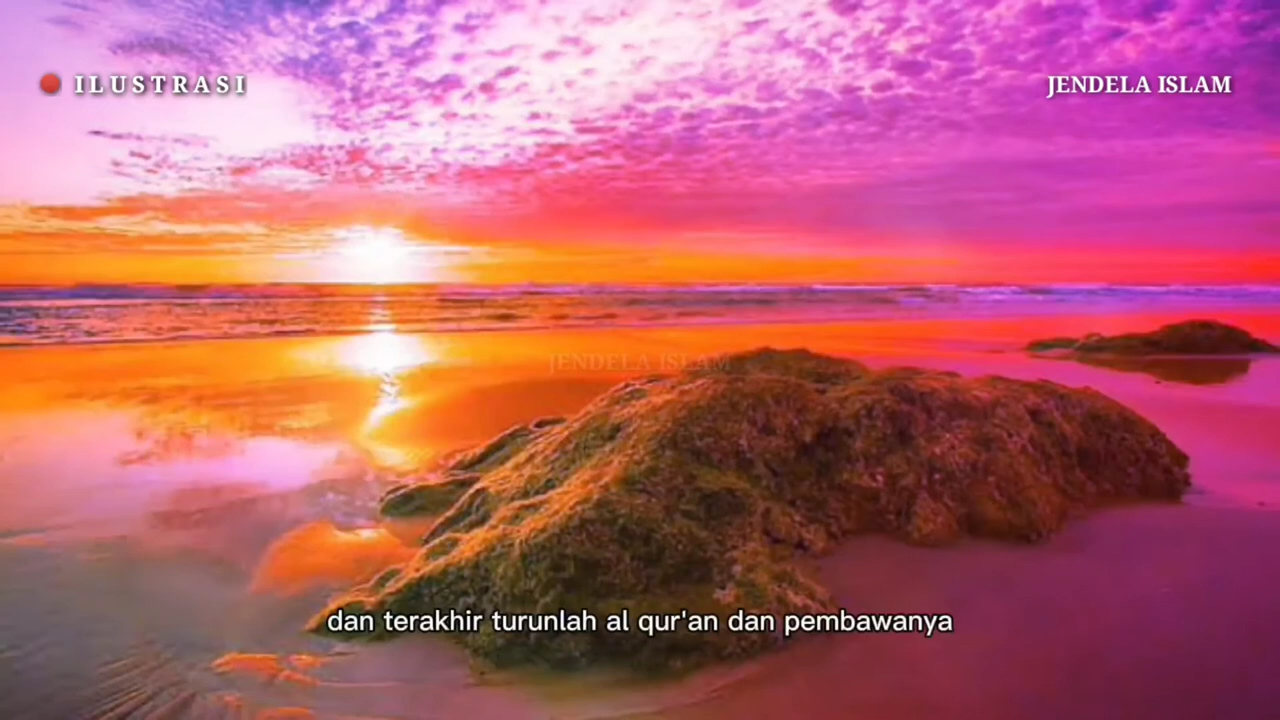 ILUSTRASI
JENDELA ISLAM
JENDELA ISLAM
dan terakhir turunlah al qur'an dan pembawanya